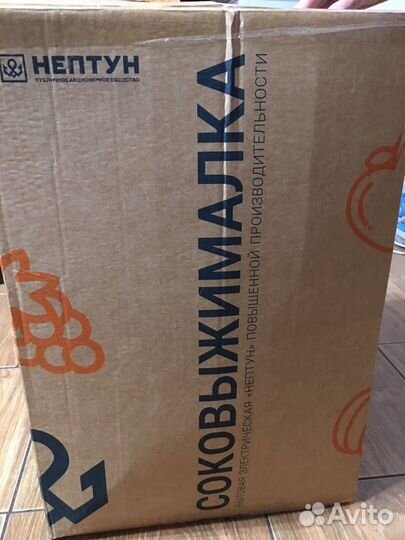 НЕПТУН
ПУБЛИЧНОЕ АКЦИОНЕРНОЕ ОБЩЕСТВО
СОКОВЫЖИМАЛКА
БЫТОВАЯ ЭЛЕКТРИЧЕСКАЯ «НЕПТУН» ПОВЫШЕННОЙ ПРОИЗВОДИТЕЛЬНОСТИ
Avito